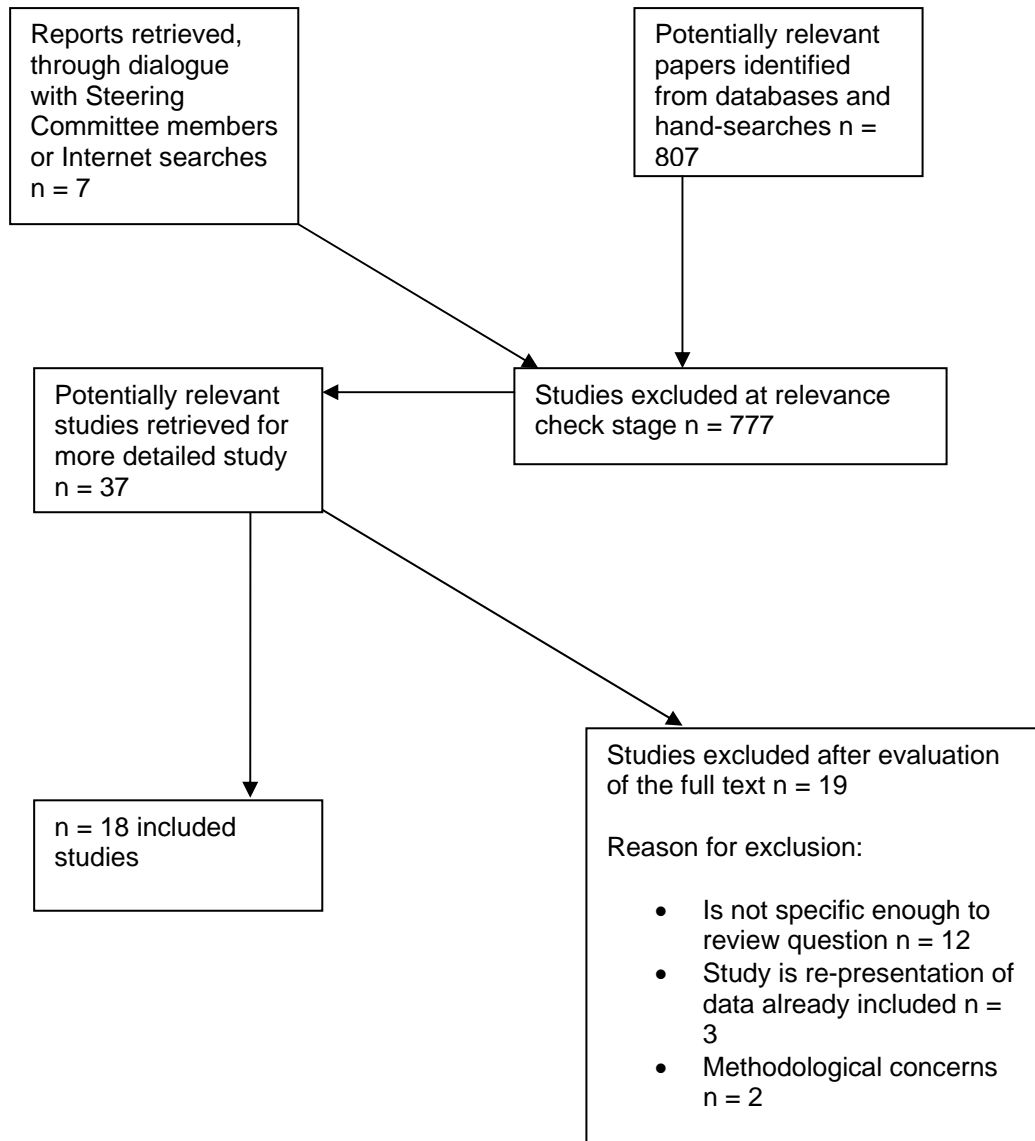 Reports retrieved,
through dialogue
with Steering
Committee members
or Internet searches
n = 7
Potentially relevant
papers identified
from databases and
hand-searches n =
807
Studies excluded at relevance
check stage n = 777
Potentially relevant
studies retrieved for
more detailed study
n = 37
n = 18 included
studies
Studies excluded after evaluation
of the full text n = 19
Reason for exclusion:
• Is not specific enough to
review question n = 12
• Study is re-presentation of
data already included n =
3
• Methodological concerns
n = 2